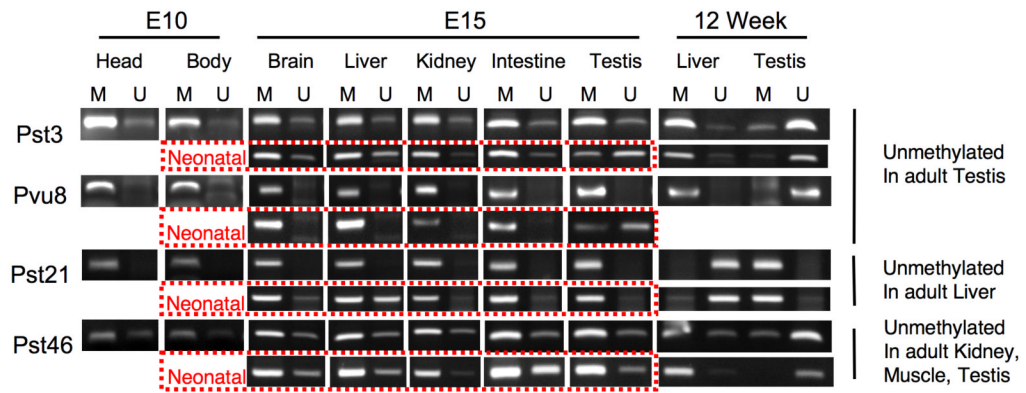 E10 E15 12 Week
Head Body Brain Liver Kidney Intestine Testis Liver Testis
M U M U M U M U M U M U M U M U M U
Pst3
Neonatal
Unmethylated
In adult Testis
Pvu8
Neonatal
Pst21
Neonatal
Unmethylated
In adult Liver
Pst46
Neonatal
Unmethylated
In adult Kidney,
Muscle, Testis